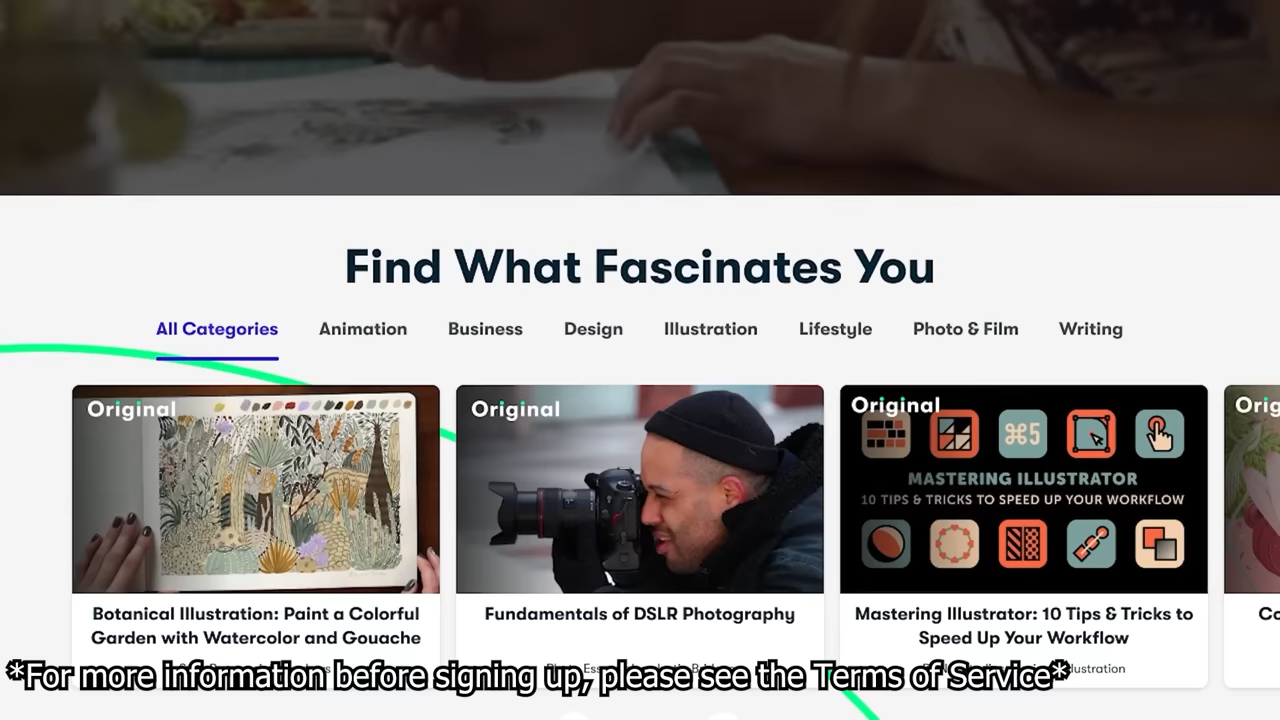 Find What Fascinates You
All Categories Animation Business Design Illustration Lifestyle Photo & Film Writing
Original
Original
Original
Orig
⌘5
MASTERING ILLUSTRATOR
10 TIPS & TRICKS TO SPEED UP YOUR WORKFLOW
Botanical Illustration: Paint a Colorful
Garden with Watercolor and Gouache
Fundamentals of DSLR Photography
Mastering Illustrator: 10 Tips & Tricks to
Speed Up Your Workflow
Co
*For more information before signing up, please see the Terms of Service*